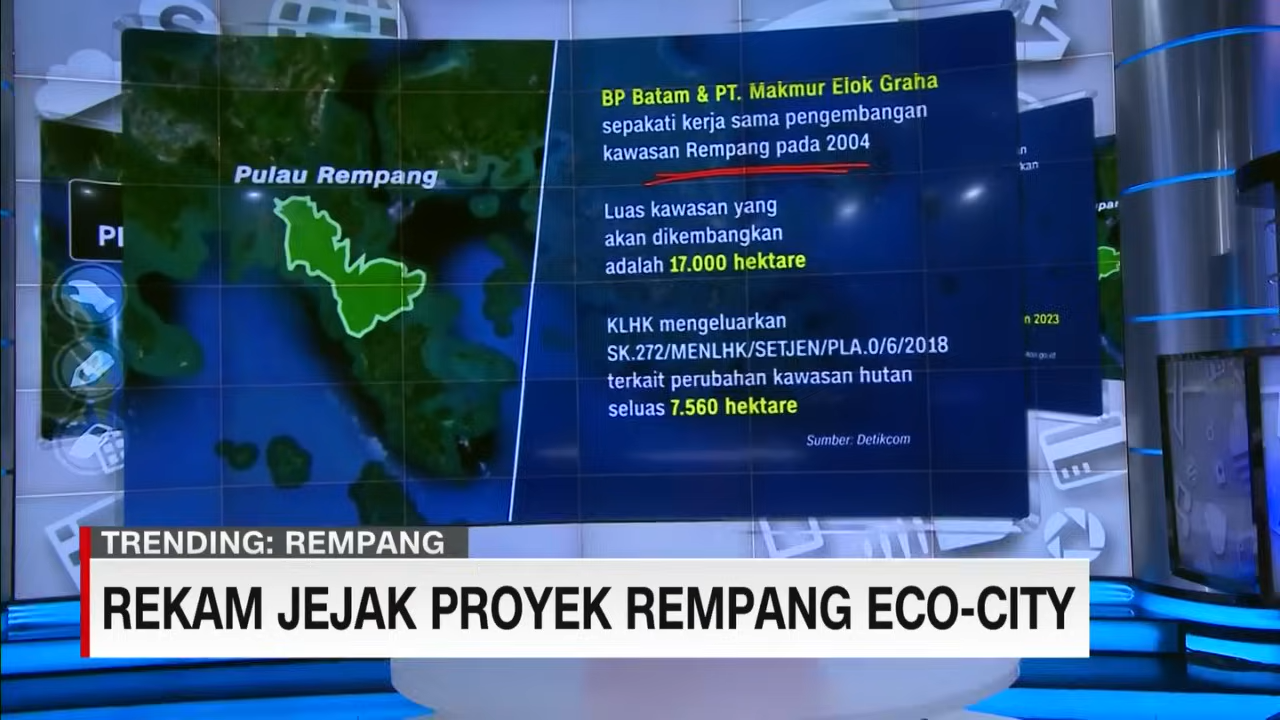 Pulau Rempang
BP Batam & PT. Makmur Elok Graha
sepakati kerja sama pengembangan
kawasan Rempang pada 2004
Luas kawasan yang
akan dikembangkan
adalah 17.000 hektare
KLHK mengeluarkan
SK.272/MENLHK/SETJEN/PLA.0/6/2018
terkait perubahan kawasan hutan
seluas 7.560 hektare
Sumber: Detikcom
2023
TRENDING: REMPANG
REKAM JEJAK PROYEK REMPANG ECO-CITY